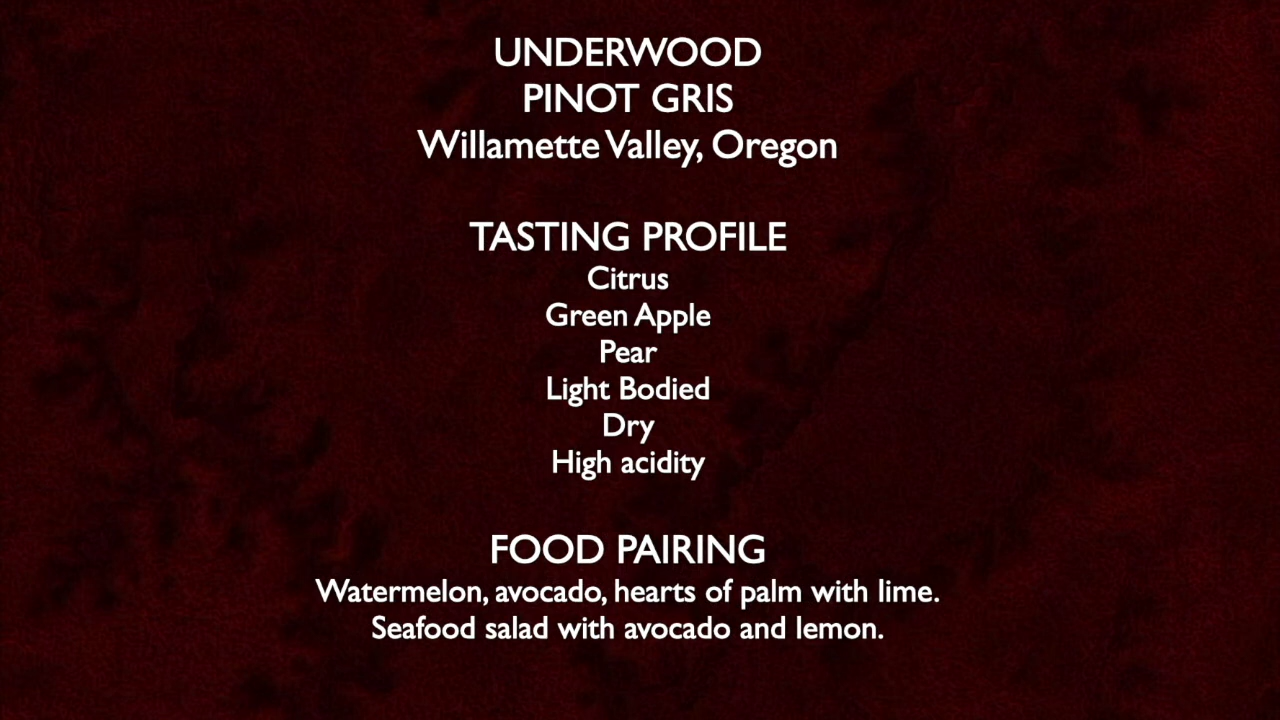 UNDERWOOD
PINOT GRIS
Willamette Valley, Oregon
TASTING PROFILE
Citrus
Green Apple
Pear
Light Bodied
Dry
High acidity
FOOD PAIRING
Watermelon, avocado, hearts of palm with lime.
Seafood salad with avocado and lemon.